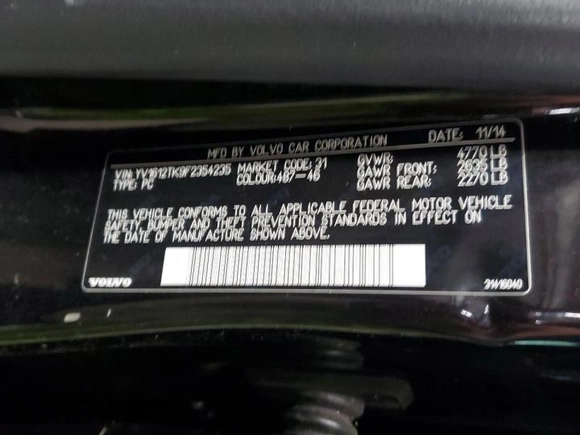 MFD BY VOLVO CAR CORPORATION DATE: 11/14
VIN: YV1612TK9F2354235 MARKET CODE: 31 GVWR: 4770 LB
TYPE: PC COLOUR:487-46 GAWR FRONT: 2635 LB
GAWR REAR: 2270 LB
THIS VEHICLE CONFORMS TO ALL APPLICABLE FEDERAL MOTOR VEHICLE
SAFETY, BUMPER AND THEFT PREVENTION STANDARDS IN EFFECT ON
THE DATE OF MANUFACTURE SHOWN ABOVE.
VOLVO 31416040